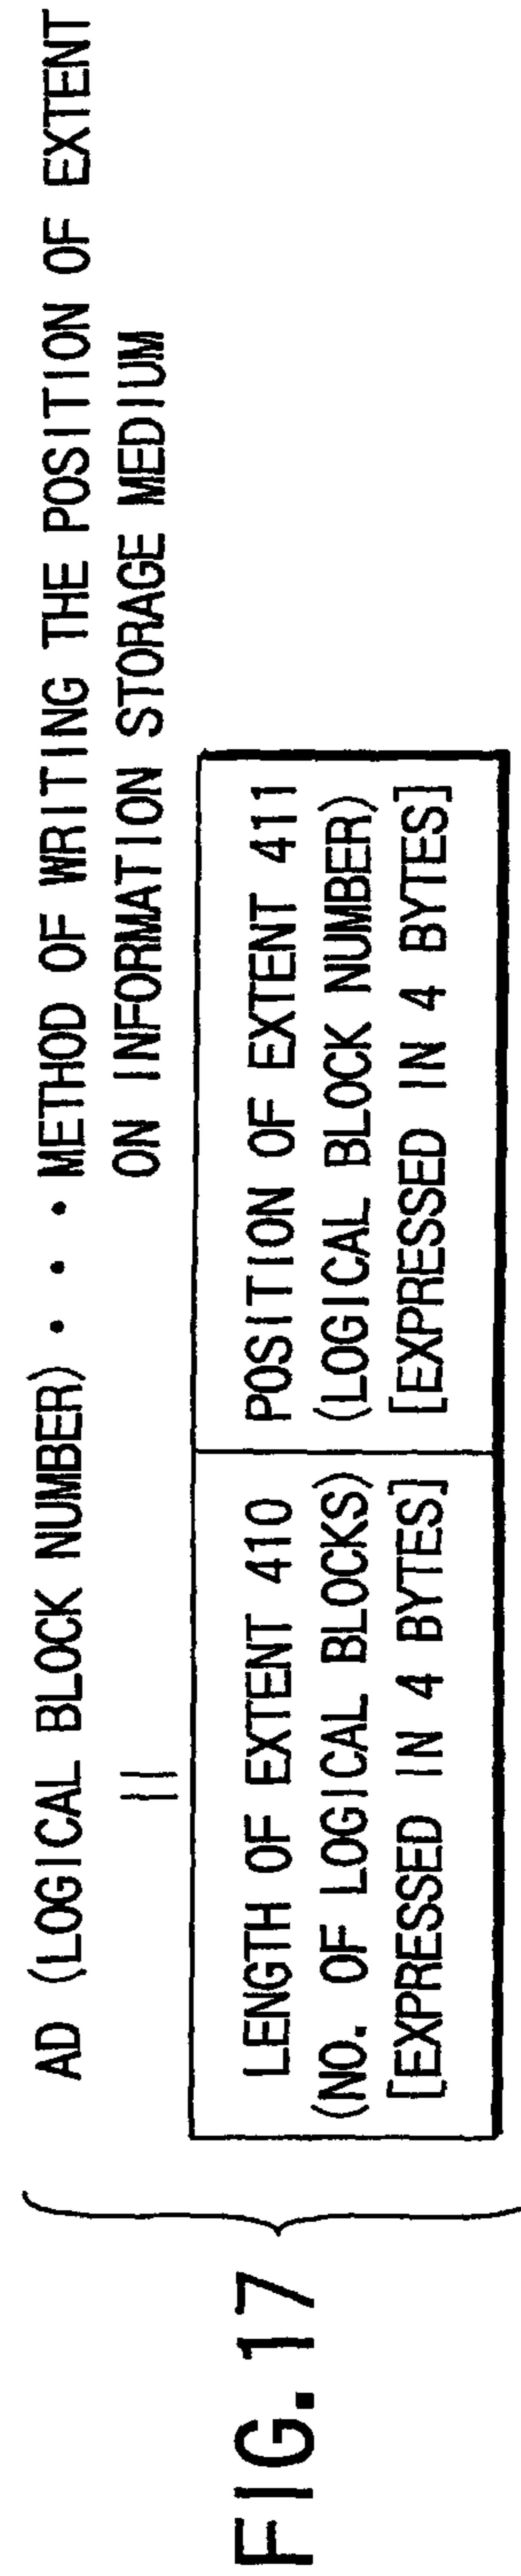 AD (LOGICAL BLOCK NUMBER) • • • METHOD OF WRITING THE POSITION OF EXTENT
ON INFORMATION STORAGE MEDIUM
=
LENGTH OF EXTENT 410
(NO. OF LOGICAL BLOCKS)
[EXPRESSED IN 4 BYTES]
POSITION OF EXTENT 411
(LOGICAL BLOCK NUMBER)
[EXPRESSED IN 4 BYTES]
FIG. 17